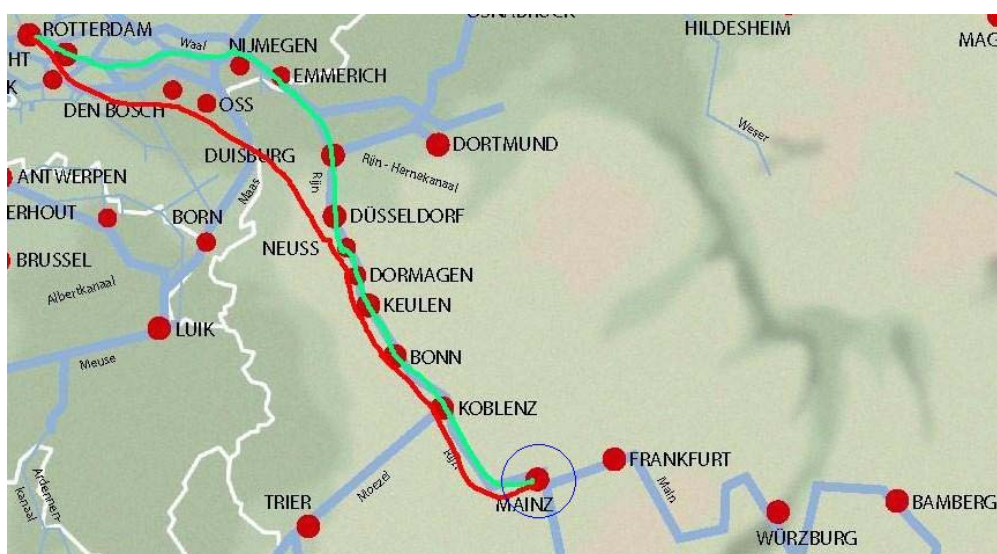 OSNABRÜCK
ROTTERDAM
HILDESHEIM
MAG
Waal
NIJMEGEN
HT
EMMERICH
K
DEN BOSCH
OSS
Weser
DORTMUND
DUISBURG
Rijn - Hernekanaal
ANTWERPEN
Rijn
Maas
ERHOUT
BORN
DÜSSELDORF
NEUSS
BRUSSEL
DORMAGEN
Albertkanaal
KEULEN
LUIK
Meuse
BONN
KOBLENZ
Rijn
FRANKFURT
Moezel
Main
Ardennen-
kanaal
TRIER
MAINZ
BAMBERG
WÜRZBURG